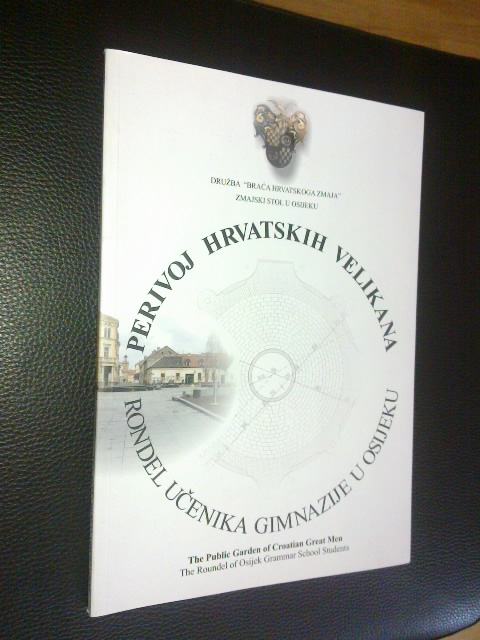 DRUŽBA "BRAĆA HRVATSKOGA ZMAJA"
ZMAJSKI STOL U OSIJEKU
PERIVOJ HRVATSKIH VELIKANA
RONDEL UČENIKA GIMNAZIJE U OSIJEKU
The Public Garden of Croatian Great Men
The Roundel of Osijek Grammar School Students